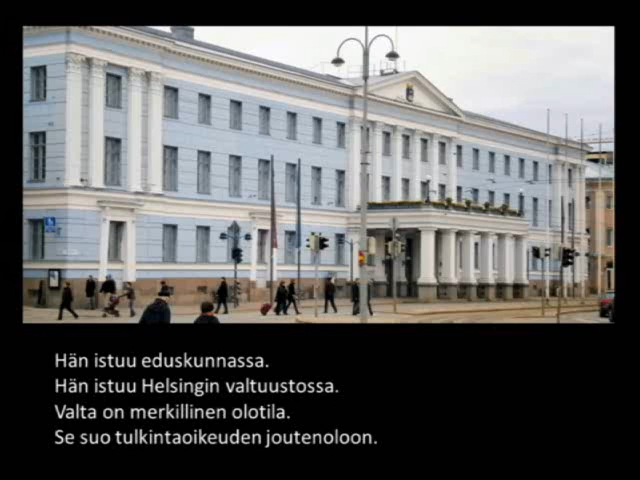 Hän istuu eduskunnassa.
Hän istuu Helsingin valtuustossa.
Valta on merkillinen olotila.
Se suo tulkintaoikeuden joutenoloon.